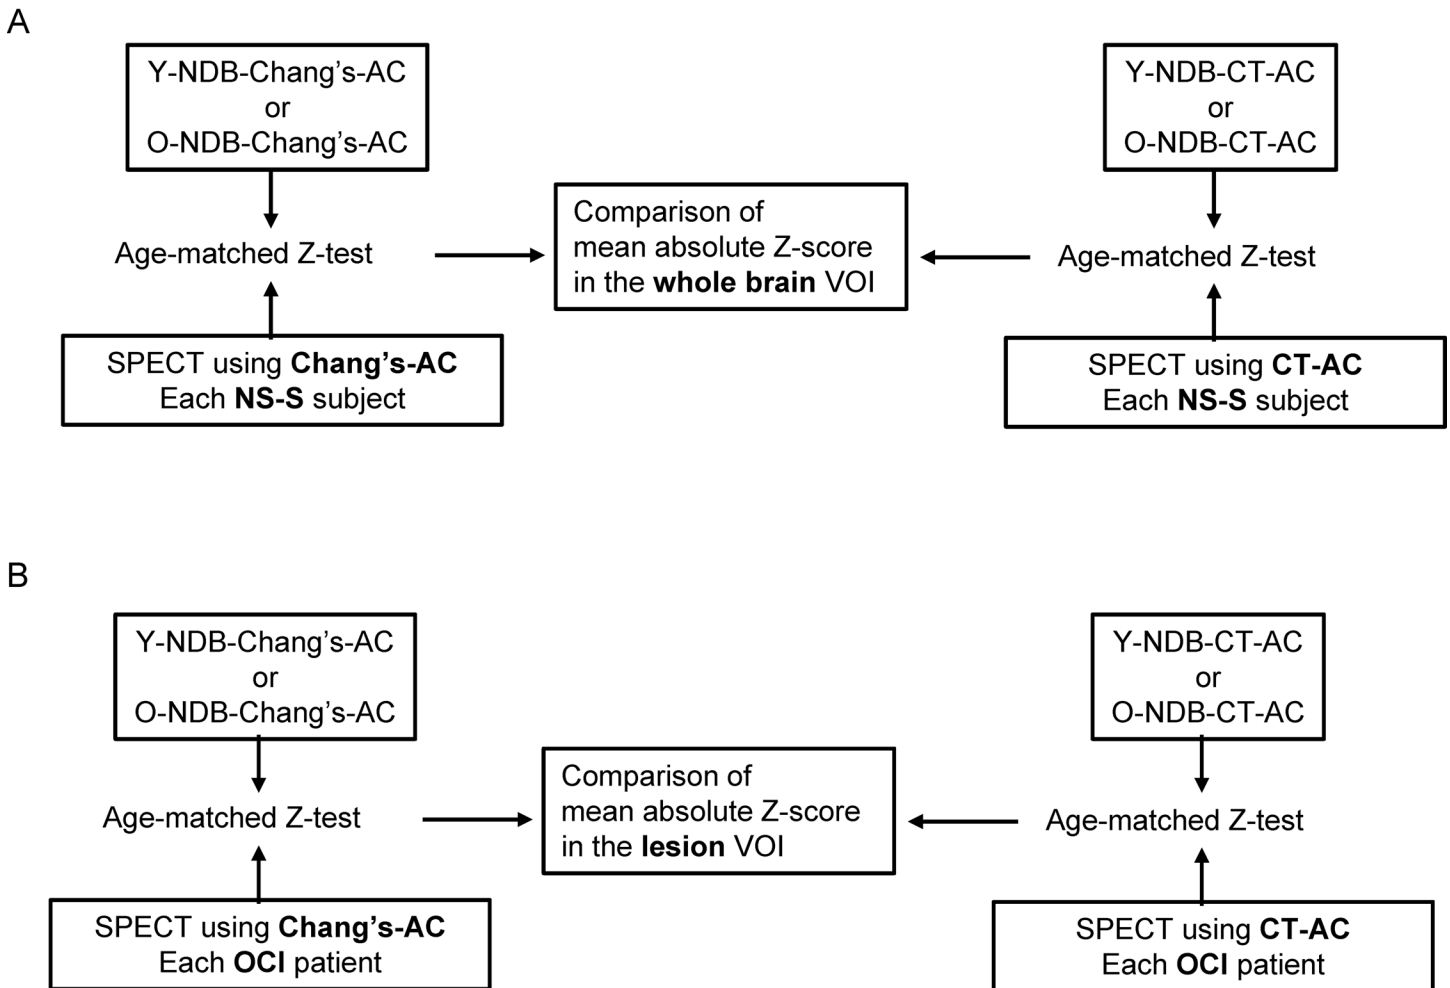 A
Y-NDB-Chang's-AC
or
O-NDB-Chang's-AC
Age-matched Z-test
SPECT using Chang's-AC
Each NS-S subject
Comparison of
mean absolute Z-score
in the whole brain VOI
Y-NDB-CT-AC
or
O-NDB-CT-AC
Age-matched Z-test
SPECT using CT-AC
Each NS-S subject
B
Y-NDB-Chang's-AC
or
O-NDB-Chang's-AC
Age-matched Z-test
SPECT using Chang's-AC
Each OCI patient
Comparison of
mean absolute Z-score
in the lesion VOI
Y-NDB-CT-AC
or
O-NDB-CT-AC
Age-matched Z-test
SPECT using CT-AC
Each OCI patient